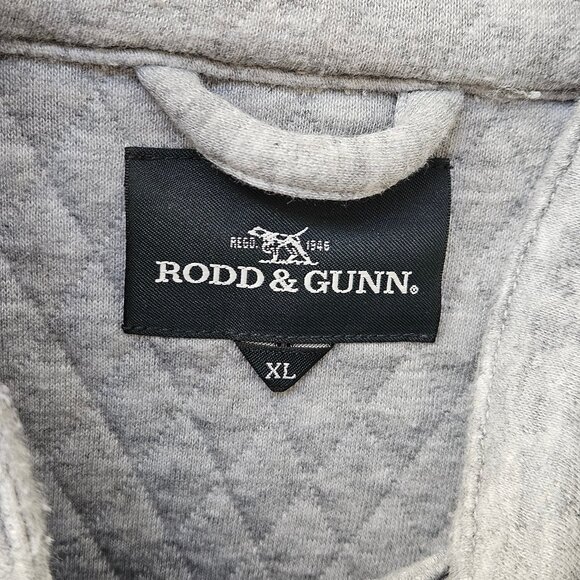 REGD. 1946
RODD & GUNN®
XL